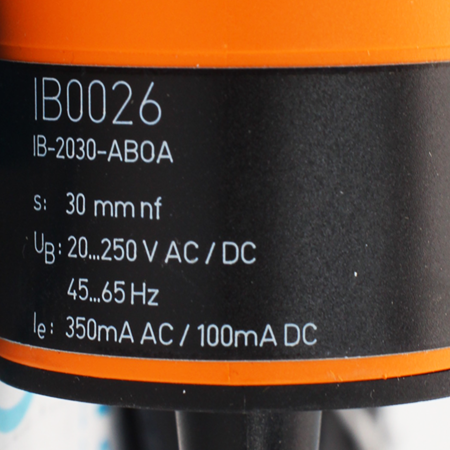 IB0026
IB-2030-ABOA
s: 30 mm nf
UB: 20...250 V AC / DC
45...65 Hz
Ie: 350mA AC / 100mA DC